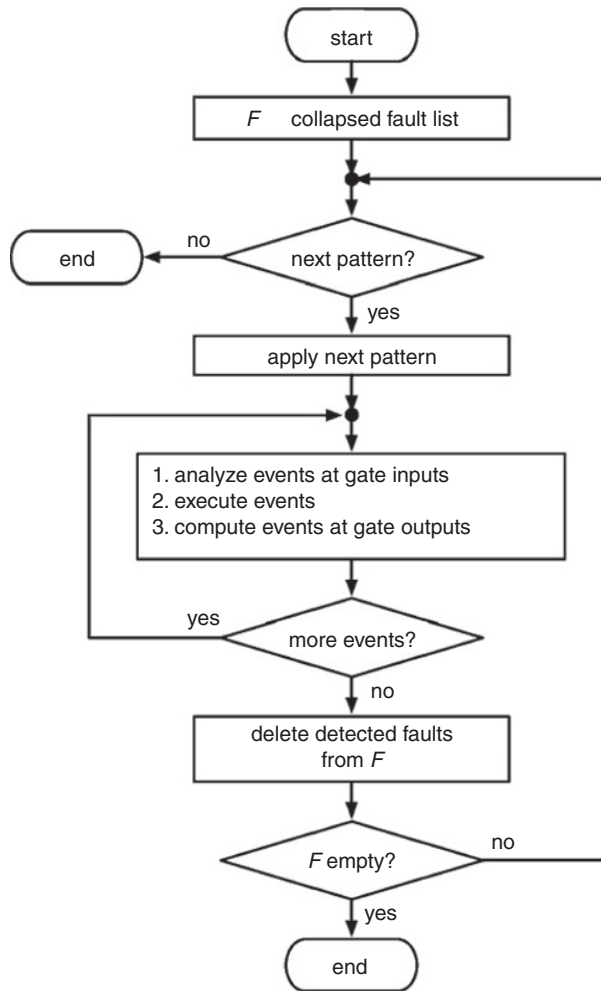 start
F collapsed fault list
no
end
next pattern?
yes
apply next pattern
1. analyze events at gate inputs
2. execute events
3. compute events at gate outputs
yes
more events?
no
delete detected faults
from F
no
F empty?
yes
end